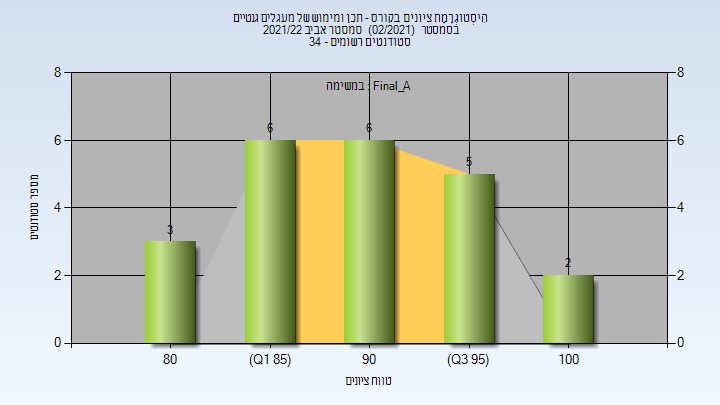 היסטוגרמת ציונים בקורס - תכן ומימוש של מעגלים גנטיים
בסמסטר (02/2021) סמסטר אביב 2021/22
סטודנטים רשומים - 34
במשימה : Final_A
8
6
4
2
0
8
6
4
2
0
3
6
6
5
2
מספר סטודנטים
80
(Q1 85)
90
(Q3 95)
100
טווח ציונים